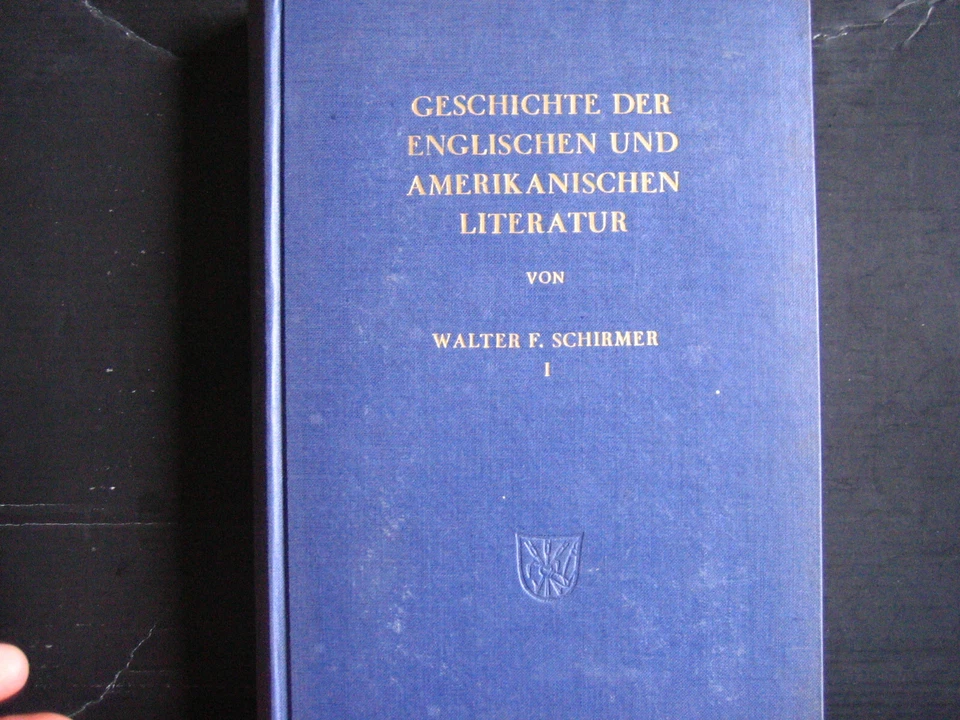 GESCHICHTE DER
ENGLISCHEN UND
AMERIKANISCHEN
LITERATUR
VON
WALTER F. SCHIRMER
I